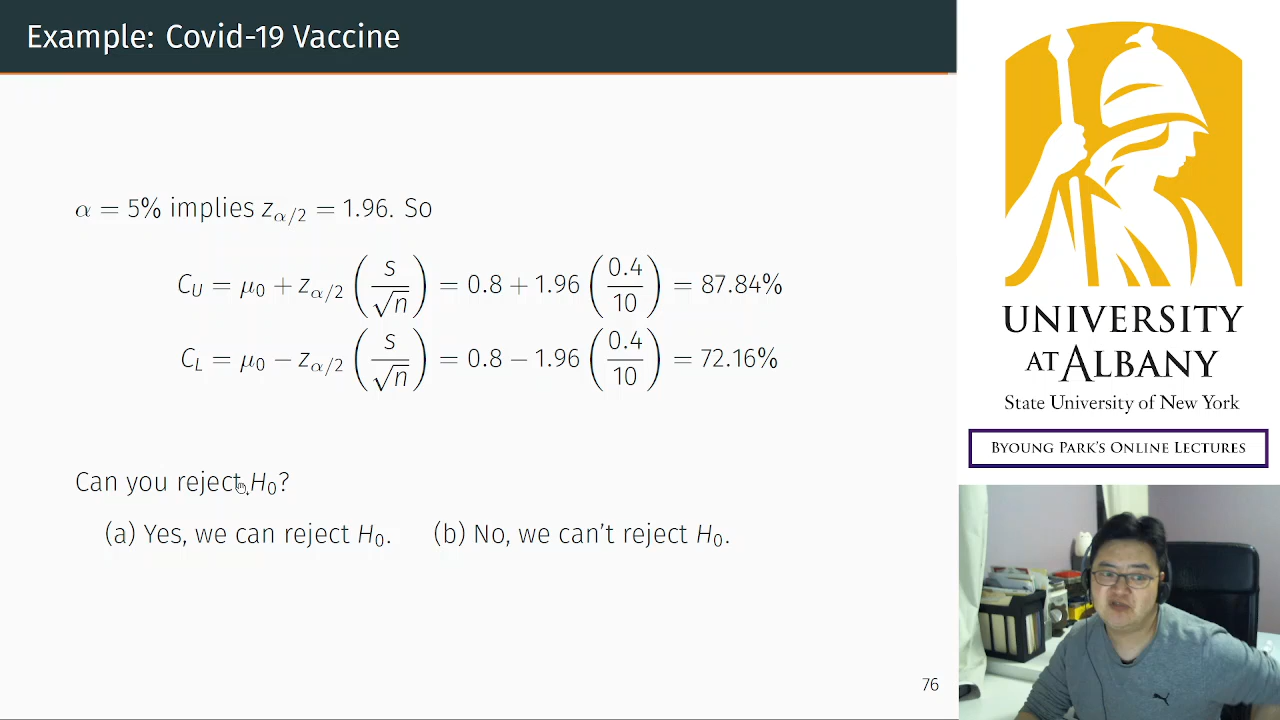 Example: Covid-19 Vaccine
α = 5% implies z_{α/2} = 1.96. So
C_U = μ_0 + z_{α/2} (s/√n) = 0.8 + 1.96 (0.4/10) = 87.84%
C_L = μ_0 − z_{α/2} (s/√n) = 0.8 − 1.96 (0.4/10) = 72.16%
Can you reject H_0?
(a) Yes, we can reject H_0. (b) No, we can’t reject H_0.
76
UNIVERSITY
AT ALBANY
State University of New York
Byoung Park's Online Lectures